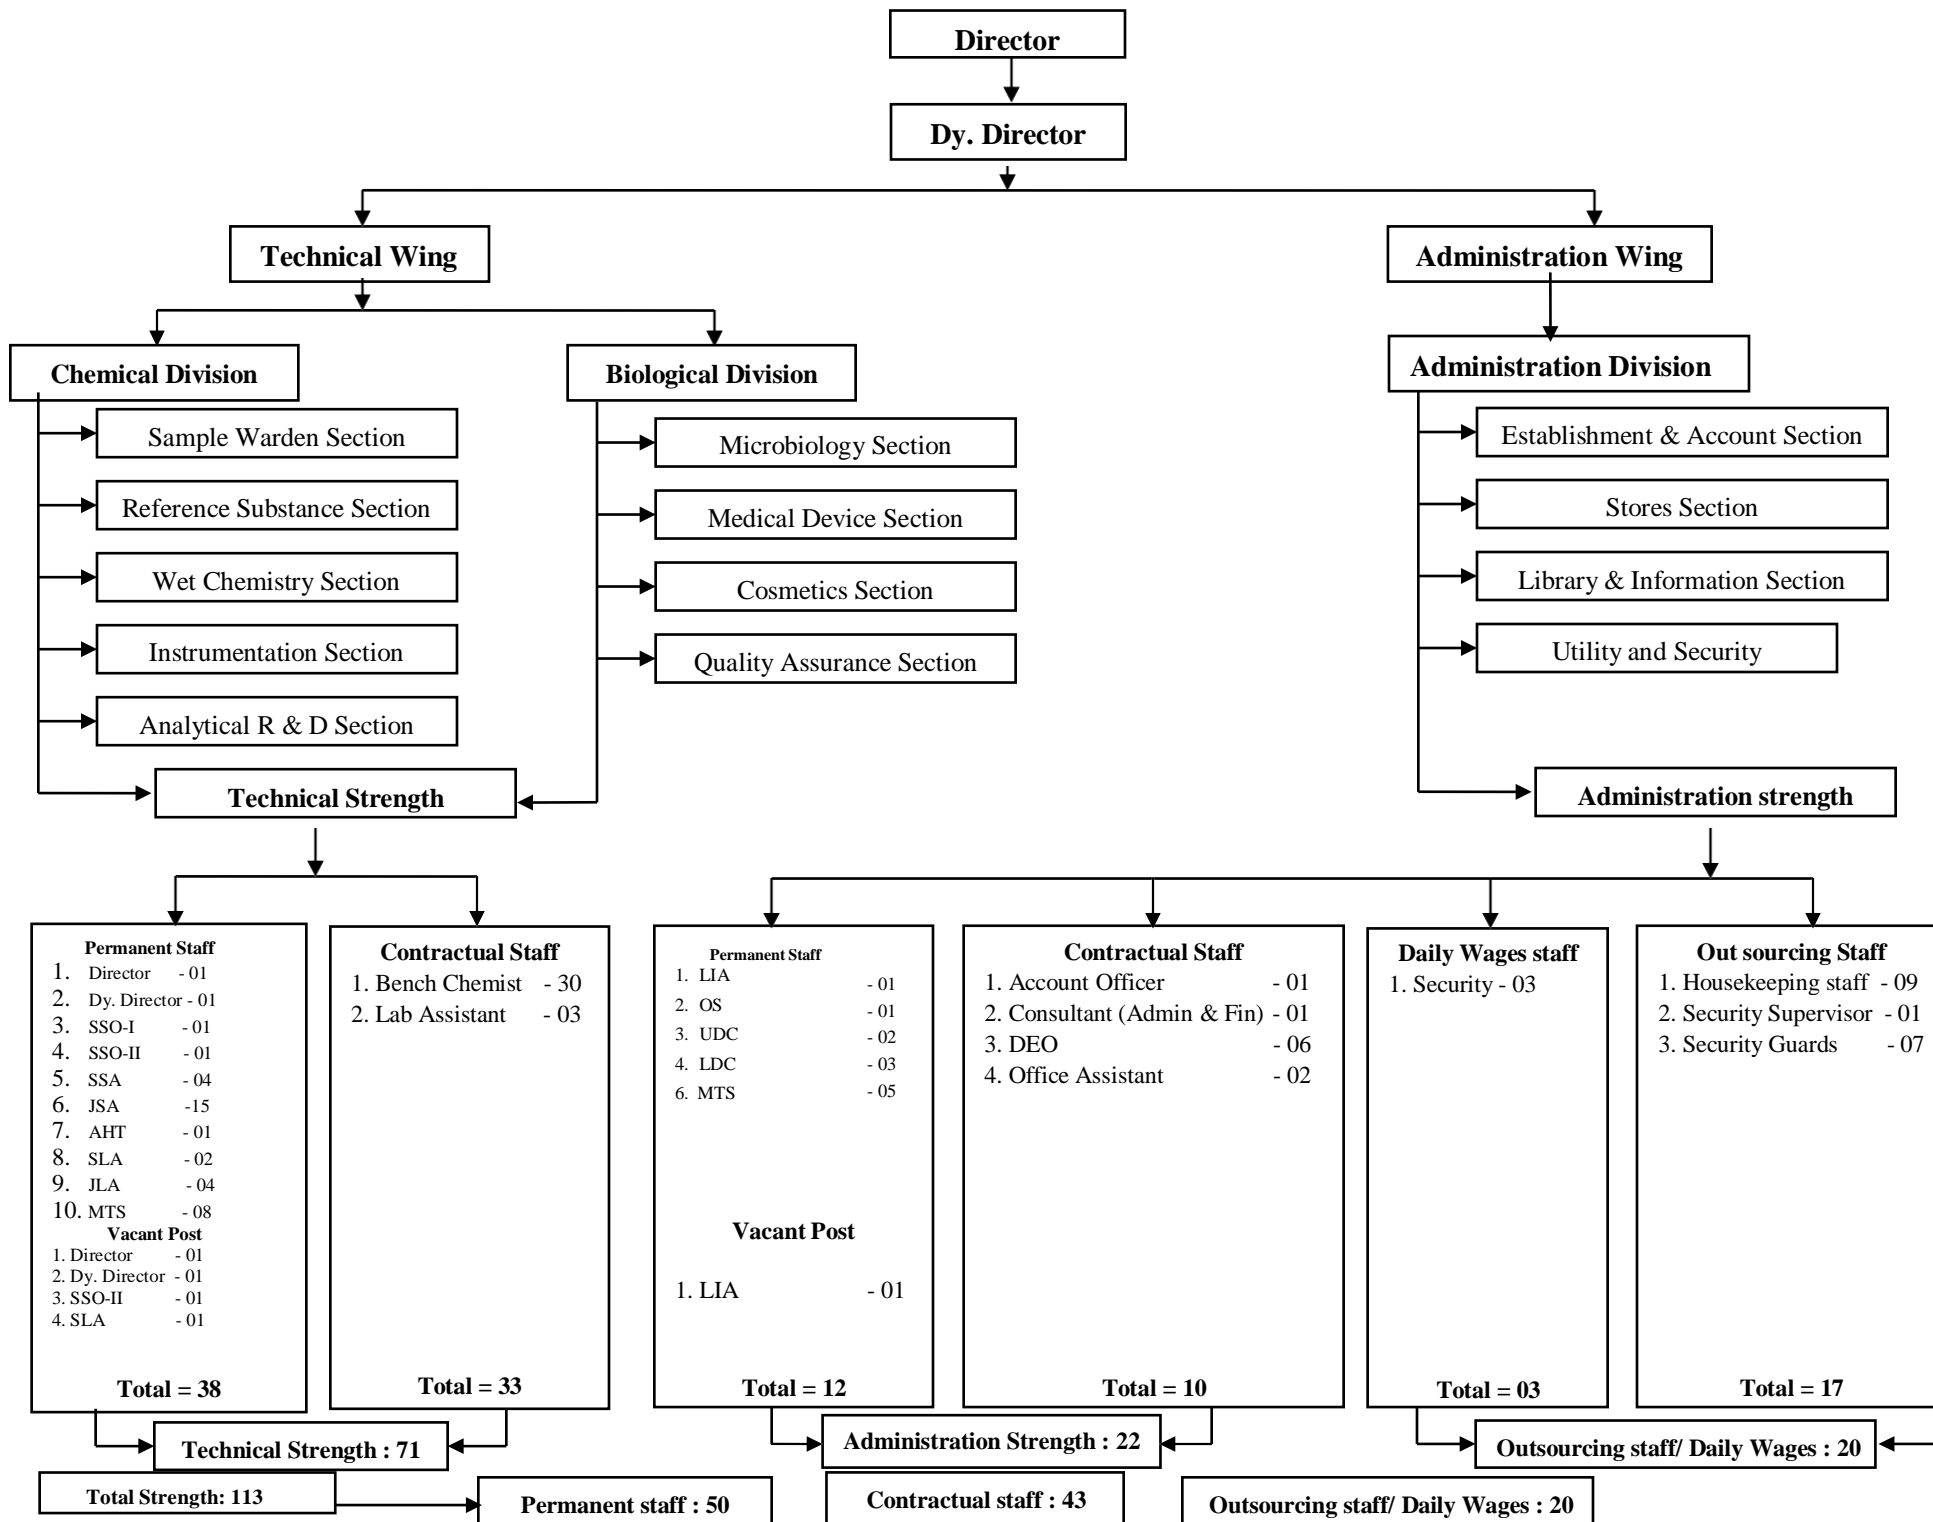 Director
Dy. Director
Technical Wing
Administration Wing
Chemical Division
Biological Division
Administration Division
Sample Warden Section
Reference Substance Section
Wet Chemistry Section
Instrumentation Section
Analytical R & D Section
Microbiology Section
Medical Device Section
Cosmetics Section
Quality Assurance Section
Establishment & Account Section
Stores Section
Library & Information Section
Utility and Security
Technical Strength
Administration strength
Permanent Staff
1. Director - 01
2. Dy. Director - 01
3. SSO-I - 01
4. SSO-II - 01
5. SSA - 04
6. JSA -15
7. AHT - 01
8. SLA - 02
9. JLA - 04
10. MTS - 08
Vacant Post
1. Director - 01
2. Dy. Director - 01
3. SSO-II - 01
4. SLA - 01
Total = 38
Contractual Staff
1. Bench Chemist - 30
2. Lab Assistant - 03
Total = 33
Permanent Staff
1. LIA - 01
2. OS - 01
3. UDC - 02
4. LDC - 03
6. MTS - 05
Vacant Post
1. LIA - 01
Total = 12
Contractual Staff
1. Account Officer - 01
2. Consultant (Admin & Fin) - 01
3. DEO - 06
4. Office Assistant - 02
Total = 10
Daily Wages staff
1. Security - 03
Total = 03
Out sourcing Staff
1. Housekeeping staff - 09
2. Security Supervisor - 01
3. Security Guards - 07
Total = 17
Technical Strength : 71
Administration Strength : 22
Outsourcing staff/ Daily Wages : 20
Total Strength: 113
Permanent staff : 50
Contractual staff : 43
Outsourcing staff/ Daily Wages : 20